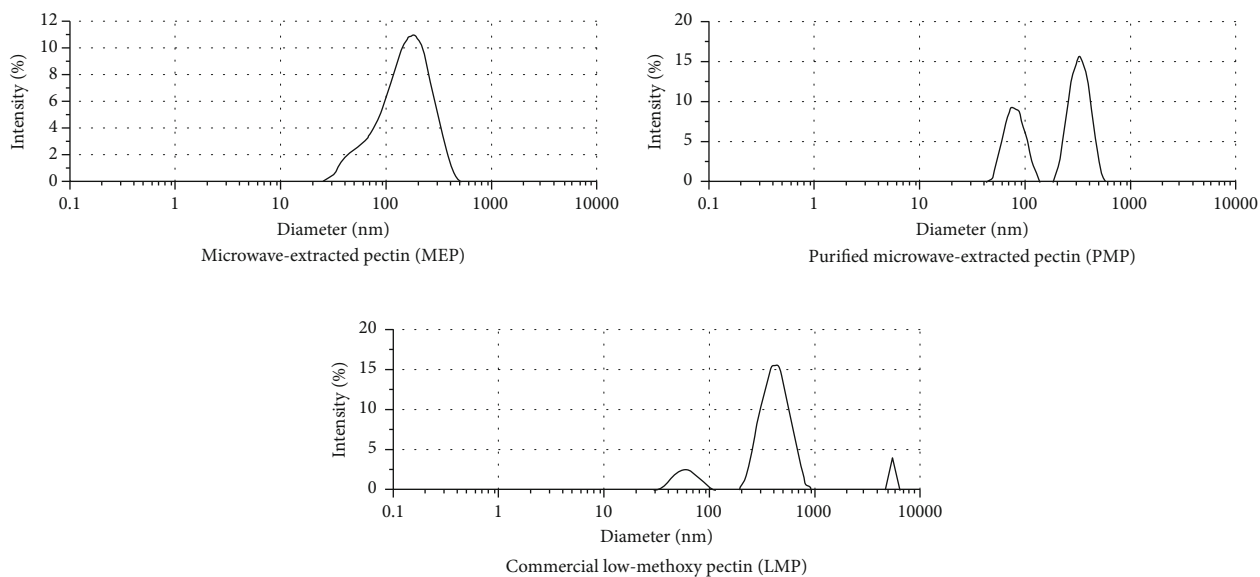 Intensity (%)
12
10
8
6
4
2
0
0.1 1 10 100 1000 10000
Diameter (nm)
Microwave-extracted pectin (MEP)
Intensity (%)
20
15
10
5
0
0.1 1 10 100 1000 10000
Diameter (nm)
Purified microwave-extracted pectin (PMP)
Intensity (%)
20
15
10
5
0
0.1 1 10 100 1000 10000
Diameter (nm)
Commercial low-methoxy pectin (LMP)